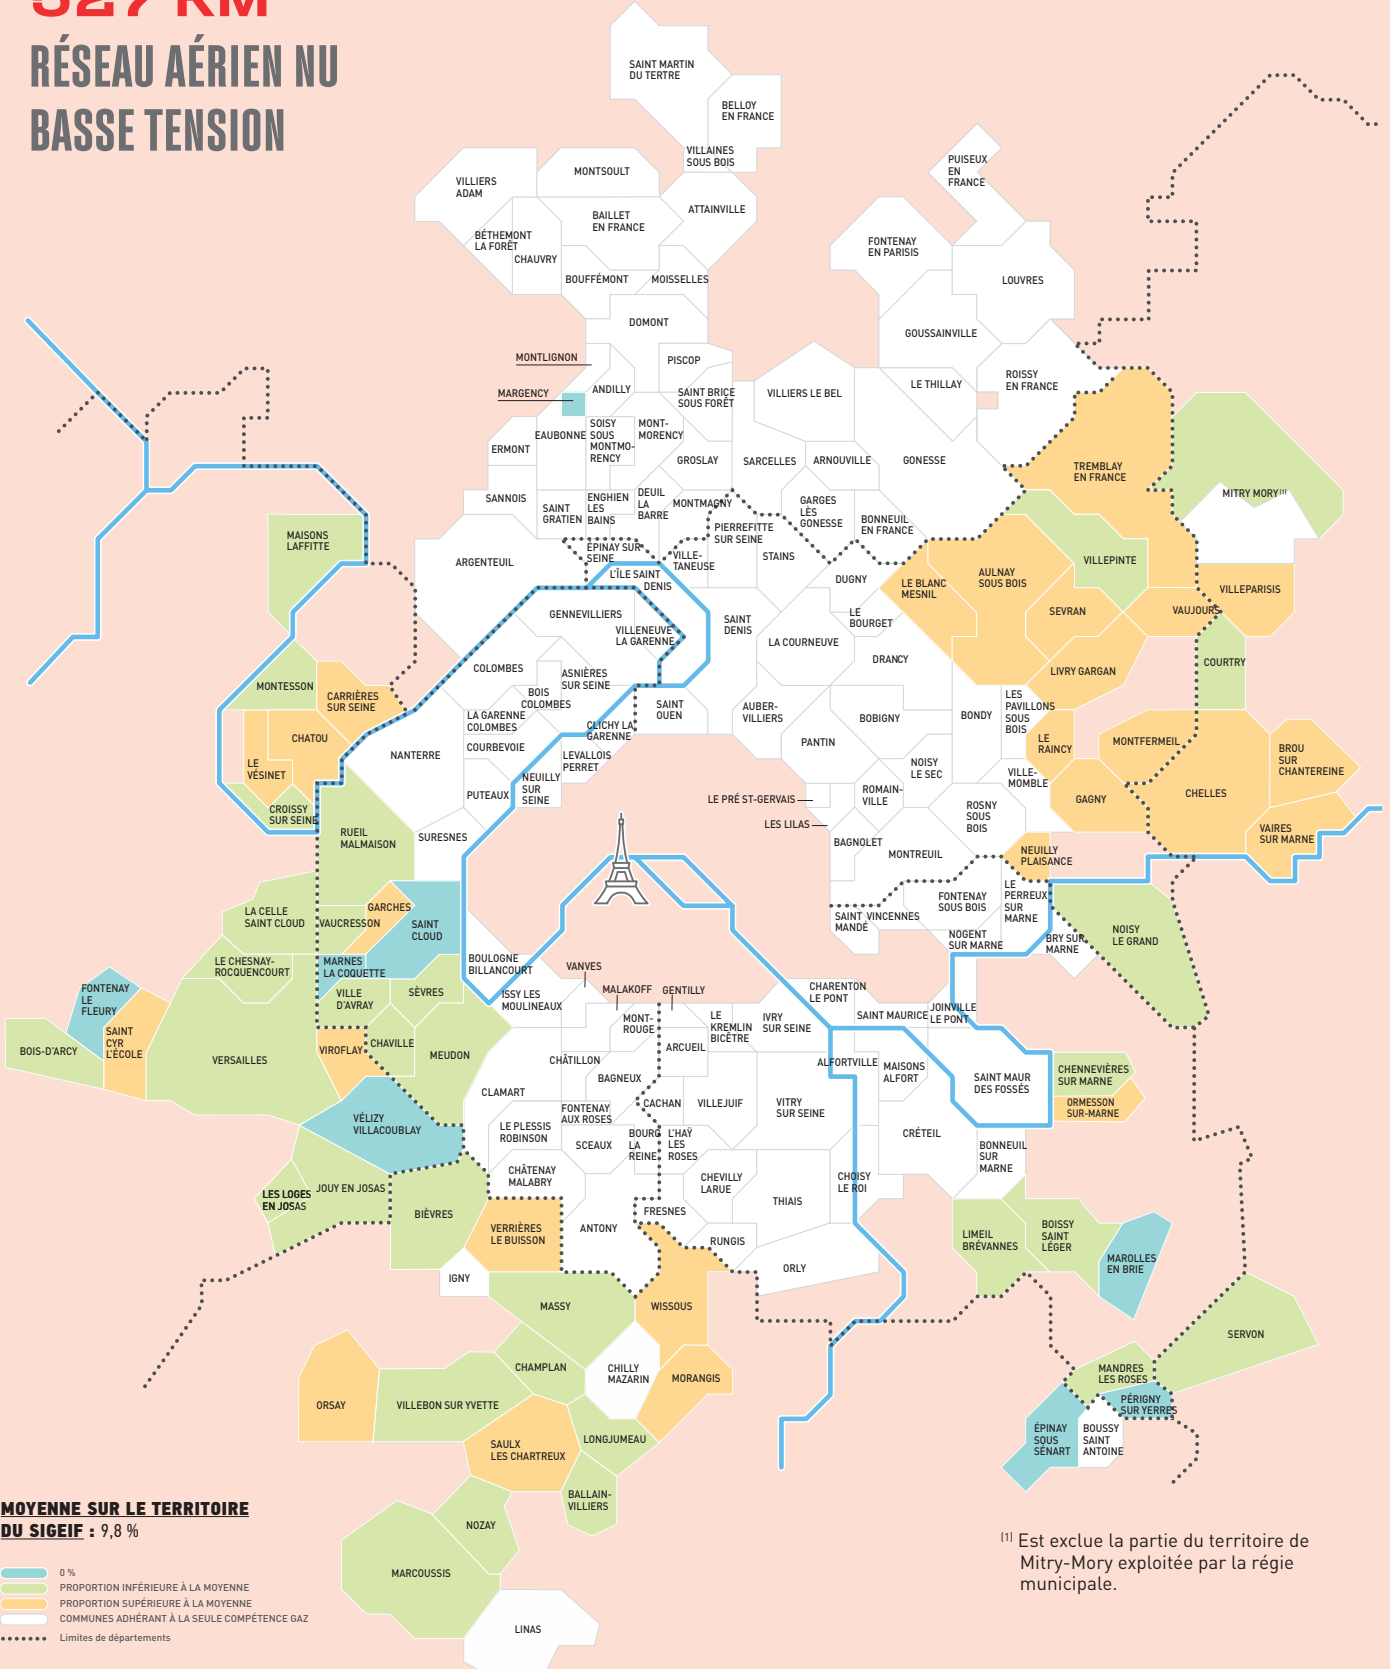 527 KM
RÉSEAU AÉRIEN NU
BASSE TENSION
SAINT MARTIN
DU TERTRE
BELLOY
EN FRANCE
VILLAINES
SOUS BOIS
MONTSOULT
VILLIERS
ADAM
PUISEUX
EN
FRANCE
BAILLET
EN FRANCE
ATTAINVILLE
BÉTHEMONT
LA FORÊT
CHAUVRY
FONTENAY
EN PARISIS
BOUFFÉMONT
MOISSELLES
LOUVRES
DOMONT
GOUSSAINVILLE
MONTLIGNON
PISCOP
ROISSY
EN FRANCE
MARGENCY
ANDILLY
SAINT BRICE
SOUS FORÊT
VILLIERS LE BEL
LE THILLAY
EAUBONNE
SOISY
SOUS
MONTMO-
RENCY
MONT-
MORENCY
ERMONT
GROSLAY
SARCELLES
ARNOUVILLE
GONESSE
TREMBLAY
EN FRANCE
MITRY MORY(1)
SANNOIS
SAINT
GRATIEN
ENGHIEN
LES
BAINS
DEUIL
LA
BARRE
MONTMAGNY
GARGES
LÈS
GONESSE
BONNEUIL
EN FRANCE
MAISONS
LAFFITTE
PIERREFITTE
SUR SEINE
ARGENTEUIL
ÉPINAY SUR
SEINE
VILLE-
TANEUSE
STAINS
VILLEPINTE
L'ÎLE SAINT
DENIS
DUGNY
LE BLANC
MESNIL
AULNAY
SOUS BOIS
VILLEPARISIS
GENNEVILLIERS
SEVRAN
VAUJOURS
VILLENEUVE
LA GARENNE
SAINT
DENIS
LE
BOURGET
LA COURNEUVE
DRANCY
COURTRY
COLOMBES
ASNIÈRES
SUR SEINE
LIVRY GARGAN
MONTESSON
CARRIÈRES
SUR SEINE
BOIS
COLOMBES
SAINT
OUEN
AUBER-
VILLIERS
BOBIGNY
BONDY
LES
PAVILLONS
SOUS
BOIS
LA GARENNE
COLOMBES
CLICHY LA
GARENNE
CHATOU
NANTERRE
COURBEVOIE
LEVALLOIS
PERRET
PANTIN
LE
RAINCY
MONTFERMEIL
BROU
SUR
CHANTEREINE
LE
VÉSINET
NEUILLY
SUR
SEINE
PUTEAUX
NOISY
LE SEC
VILLE-
MOMBLE
GAGNY
CHELLES
CROISSY
SUR SEINE
LE PRÉ ST-GERVAIS
ROMAIN-
VILLE
ROSNY
SOUS
BOIS
LES LILAS
RUEIL
MALMAISON
SURESNES
BAGNOLET
MONTREUIL
NEUILLY
PLAISANCE
VAIRES
SUR MARNE
GARCHES
LA CELLE
SAINT CLOUD
VAUCRESSON
SAINT
CLOUD
SAINT
MANDÉ
VINCENNES
FONTENAY
SOUS BOIS
LE
PERREUX
SUR
MARNE
NOGENT
SUR MARNE
BRY SUR
MARNE
NOISY
LE GRAND
LE CHESNAY-
ROCQUENCOURT
MARNES
LA COQUETTE
BOULOGNE
BILLANCOURT
VANVES
FONTENAY
LE
FLEURY
VILLE
D'AVRAY
SÈVRES
ISSY LES
MOULINEAUX
MALAKOFF
GENTILLY
CHARENTON
LE PONT
SAINT MAURICE
JOINVILLE
LE PONT
MONT-
ROUGE
LE
KREMLIN
BICÊTRE
IVRY
SUR SEINE
SAINT
CYR
L'ÉCOLE
BOIS-D'ARCY
VERSAILLES
VIROFLAY
CHAVILLE
MEUDON
CHÂTILLON
ARCUEIL
ALFORTVILLE
MAISONS
ALFORT
SAINT MAUR
DES FOSSÉS
CHENNEVIÈRES
SUR MARNE
BAGNEUX
CLAMART
CACHAN
VILLEJUIF
VITRY
SUR SEINE
ORMESSON
SUR-MARNE
VÉLIZY
VILLACOUBLAY
FONTENAY
AUX ROSES
LE PLESSIS
ROBINSON
SCEAUX
BOURG
LA
REINE
L'HAŸ
LES
ROSES
CRÉTEIL
BONNEUIL
SUR
MARNE
CHÂTENAY
MALABRY
CHEVILLY
LARUE
CHOISY
LE ROI
JOUY EN JOSAS
LES LOGES
EN JOSAS
BIÈVRES
THIAIS
FRESNES
VERRIÈRES
LE BUISSON
ANTONY
RUNGIS
LIMEIL
BRÉVANNES
BOISSY
SAINT
LÉGER
MAROLLES
EN BRIE
IGNY
ORLY
MASSY
WISSOUS
SERVON
CHAMPLAN
CHILLY
MAZARIN
MORANGIS
MANDRES
LES ROSES
ORSAY
VILLEBON SUR YVETTE
PÉRIGNY
SUR YERRES
SAULX
LES CHARTREUX
LONGJUMEAU
ÉPINAY
SOUS
SÉNART
BOUSSY
SAINT
ANTOINE
BALLAIN-
VILLIERS
NOZAY
MARCOUSSIS
LINAS
MOYENNE SUR LE TERRITOIRE
DU SIGEIF : 9,8 %
0 %
PROPORTION INFÉRIEURE À LA MOYENNE
PROPORTION SUPÉRIEURE À LA MOYENNE
COMMUNES ADHÉRANT À LA SEULE COMPÉTENCE GAZ
Limites de départements
(1) Est exclue la partie du territoire de
Mitry-Mory exploitée par la régie
municipale.